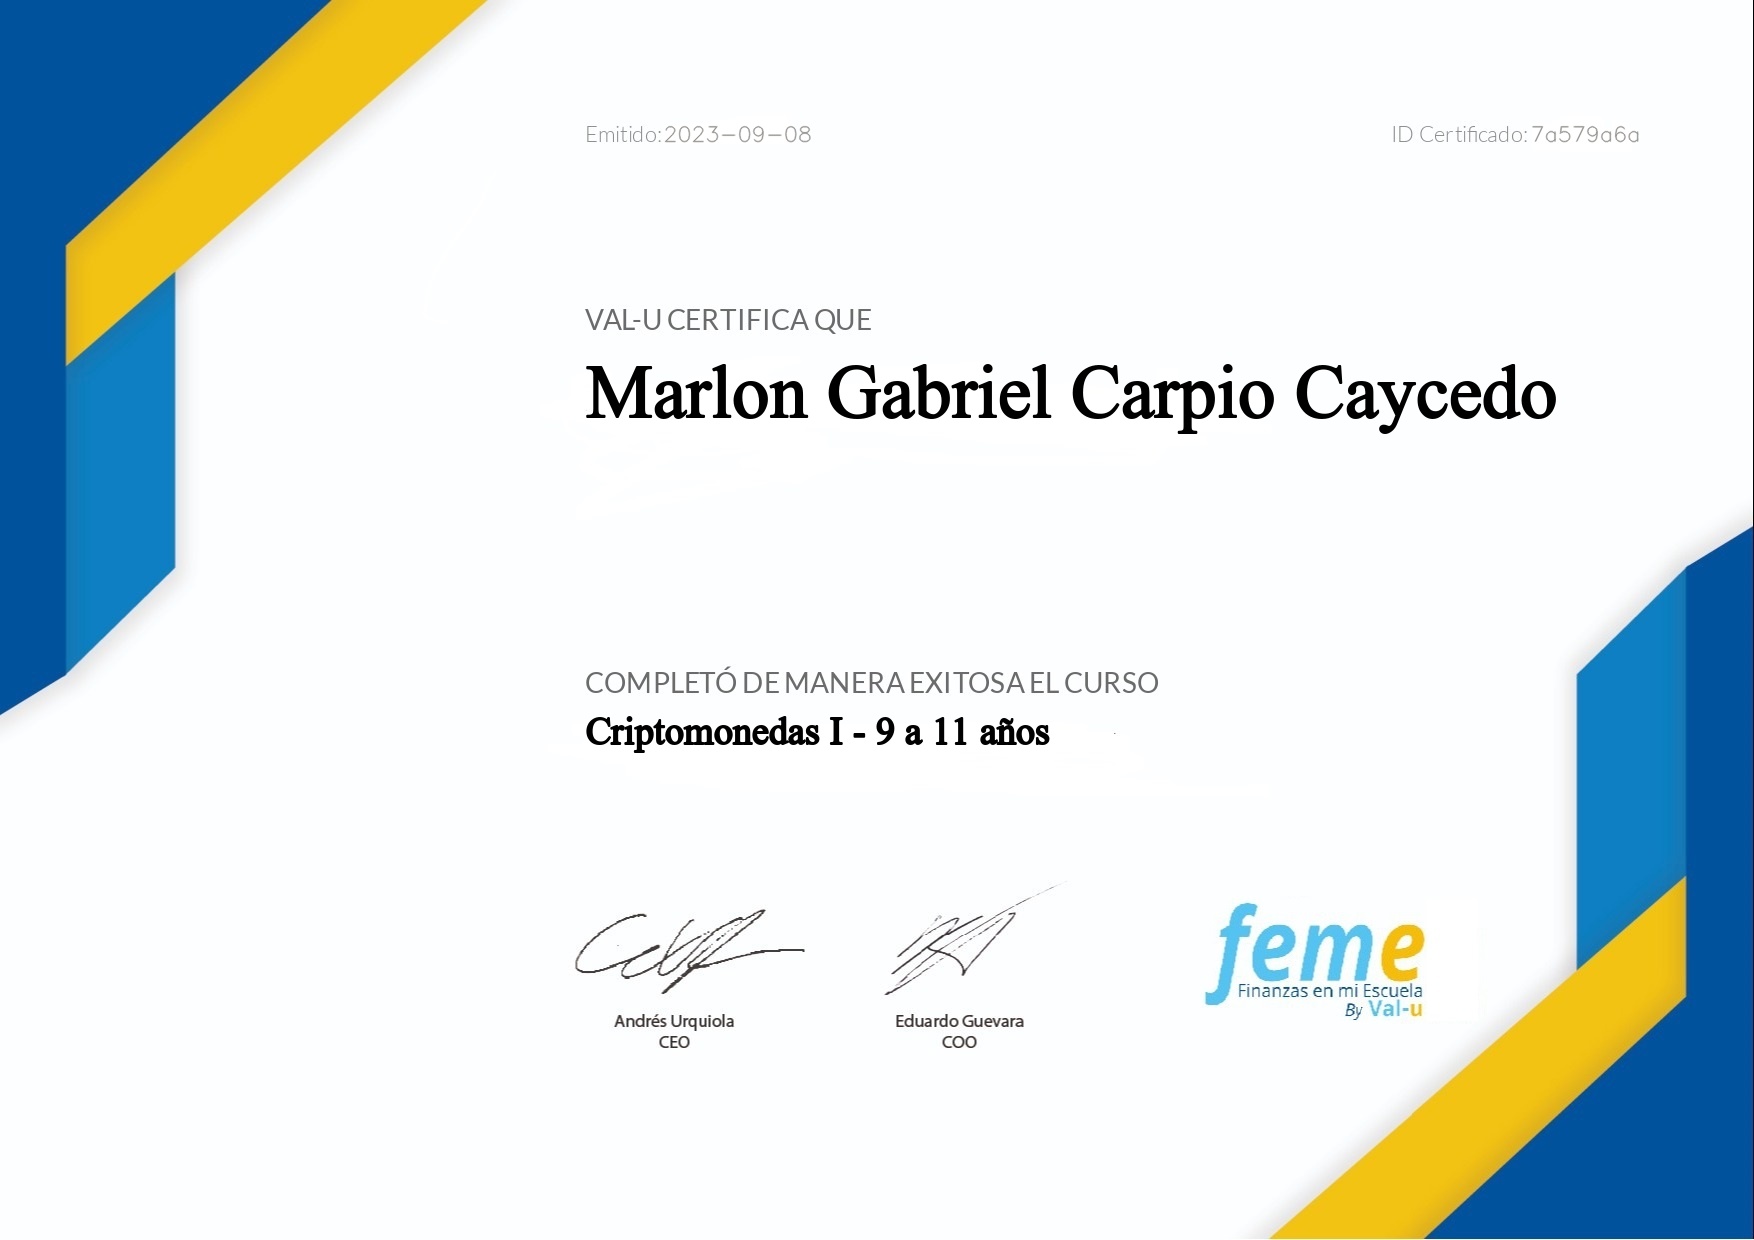 Emitido: 2023-09-08
ID Certificado: 7a579a6a
VAL-U CERTIFICA QUE
Marlon Gabriel Carpio Caycedo
COMPLETÓ DE MANERA EXITOSA EL CURSO
Criptomonedas I - 9 a 11 años
Andrés Urquiola
CEO
Eduardo Guevara
COO
feme
Finanzas en mi Escuela
By Val-u